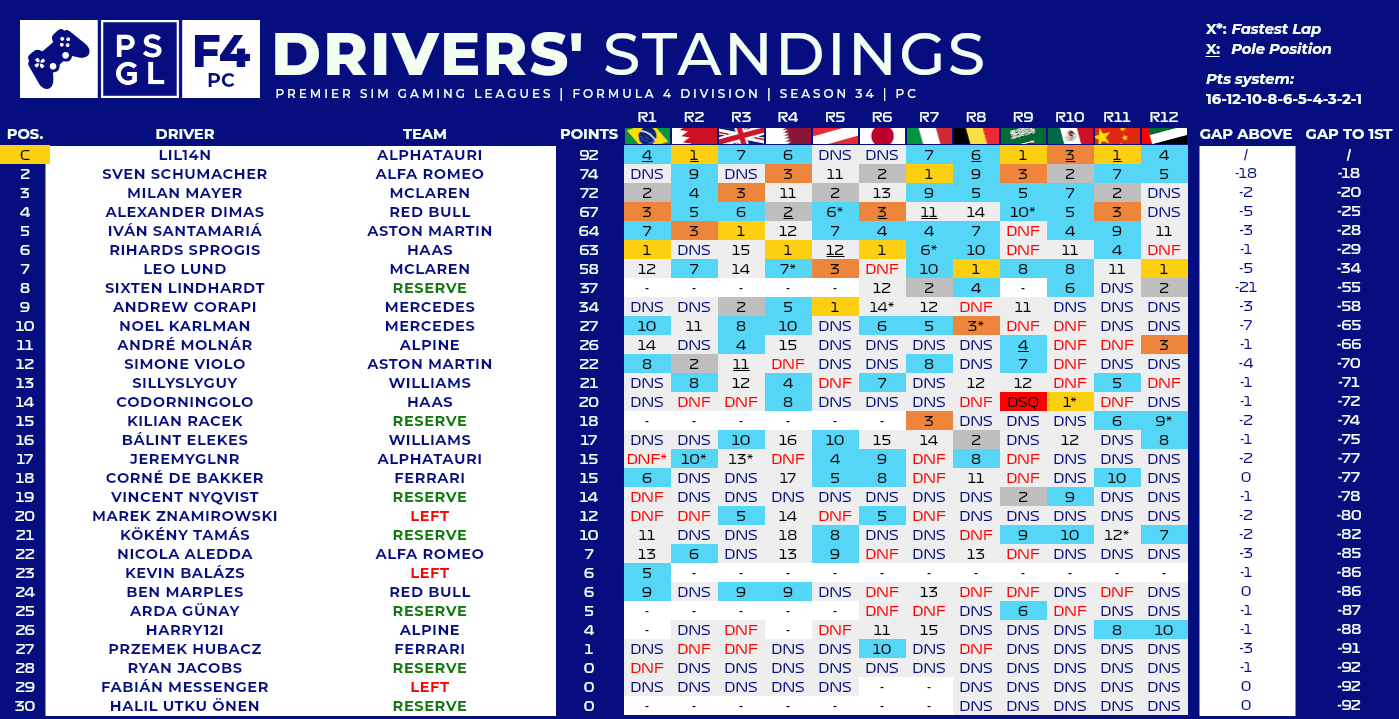 PS
GL
F4
PC
DRIVERS' STANDINGS
PREMIER SIM GAMING LEAGUES | FORMULA 4 DIVISION | SEASON 34 | PC
X*: Fastest Lap
X: Pole Position
Pts system:
16-12-10-8-6-5-4-3-2-1
R1 R2 R3 R4 R5 R6 R7 R8 R9 R10 R11 R12
POS. DRIVER TEAM POINTS GAP ABOVE GAP TO 1ST
C LIL14N ALPHATAURI 92 4 1 7 6 DNS DNS 7 6 1 3 1 4 / /
2 SVEN SCHUMACHER ALFA ROMEO 74 DNS 9 DNS 3 11 2 1 9 3 2 7 5 -18 -18
3 MILAN MAYER MCLAREN 72 2 4 3 11 2 13 9 5 5 7 2 DNS -2 -20
4 ALEXANDER DIMAS RED BULL 67 3 5 6 2 6* 3 11 14 10* 5 3 DNS -5 -25
5 IVÁN SANTAMARIÁ ASTON MARTIN 64 7 3 1 12 7 4 4 7 DNF 4 9 11 -3 -28
6 RIHARDS SPROGIS HAAS 63 1 DNS 15 1 12 1 6* 10 DNF 11 4 DNF -1 -29
7 LEO LUND MCLAREN 58 12 7 14 7* 3 DNF 10 1 8 8 11 1 -5 -34
8 SIXTEN LINDHARDT RESERVE 37 - - - - - 12 2 4 - 6 DNS 2 -21 -55
9 ANDREW CORAPI MERCEDES 34 DNS DNS 2 5 1 14* 12 DNF 11 DNS DNS DNS -3 -58
10 NOEL KARLMAN MERCEDES 27 10 11 8 10 DNS 6 5 3* DNF DNF DNS DNS -7 -65
11 ANDRÉ MOLNÁR ALPINE 26 14 DNS 4 15 DNS DNS DNS DNS 4 DNF DNF 3 -1 -66
12 SIMONE VIOLO ASTON MARTIN 22 8 2 11 DNF DNS DNS 8 DNS 7 DNF DNS DNS -4 -70
13 SILLYSLYGUY WILLIAMS 21 DNS 8 12 4 DNF 7 DNS 12 12 DNF 5 DNF -1 -71
14 CODORNINGOLO HAAS 20 DNS DNF DNF 8 DNS DNS DNS DNF DSQ 1* DNF DNS -1 -72
15 KILIAN RACEK RESERVE 18 - - - - - - 3 DNS DNS DNS 6 9* -2 -74
16 BÁLINT ELEKES WILLIAMS 17 DNS DNS 10 16 10 15 14 2 DNS 12 DNS 8 -1 -75
17 JEREMYGLNR ALPHATAURI 15 DNF* 10* 13* DNF 4 9 DNF 8 DNF DNS DNS DNS -2 -77
18 CORNÉ DE BAKKER FERRARI 15 6 DNS DNS 17 5 8 DNF 11 DNF DNS 10 DNS 0 -77
19 VINCENT NYQVIST RESERVE 14 DNF DNS DNS DNS DNS DNS DNS DNS 2 9 DNS DNS -1 -78
20 MAREK ZNAMIROWSKI LEFT 12 DNF DNF 5 14 DNF 5 DNF DNS DNS DNS DNS DNS -2 -80
21 KÖKÉNY TAMÁS RESERVE 10 11 DNS DNS 18 8 DNS DNS DNF 9 10 12* 7 -2 -82
22 NICOLA ALEDDA ALFA ROMEO 7 13 6 DNS 13 9 DNF DNS 13 DNF DNS DNS DNS -3 -85
23 KEVIN BALÁZS LEFT 6 5 - - - - - - - - - - - -1 -86
24 BEN MARPLES RED BULL 6 9 DNS 9 9 DNS DNF 13 DNF DNF DNS DNF DNS 0 -86
25 ARDA GÜNAY RESERVE 5 - - - - - DNF DNF DNS 6 DNF DNS DNS -1 -87
26 HARRY12I ALPINE 4 - DNS DNF - DNF 11 15 DNS DNS DNS 8 10 -1 -88
27 PRZEMEK HUBACZ FERRARI 1 DNS DNF DNF DNS DNS 10 DNS DNF DNS DNS DNS DNS -3 -91
28 RYAN JACOBS RESERVE 0 DNF DNS DNS DNS DNS DNS DNS DNS DNS DNS DNS DNS -1 -92
29 FABIÁN MESSENGER LEFT 0 DNS DNS DNS DNS DNS - - DNS DNS DNS DNS DNS 0 -92
30 HALIL UTKU ÖNEN RESERVE 0 - - - - - - - DNS DNS DNS DNS DNS 0 -92